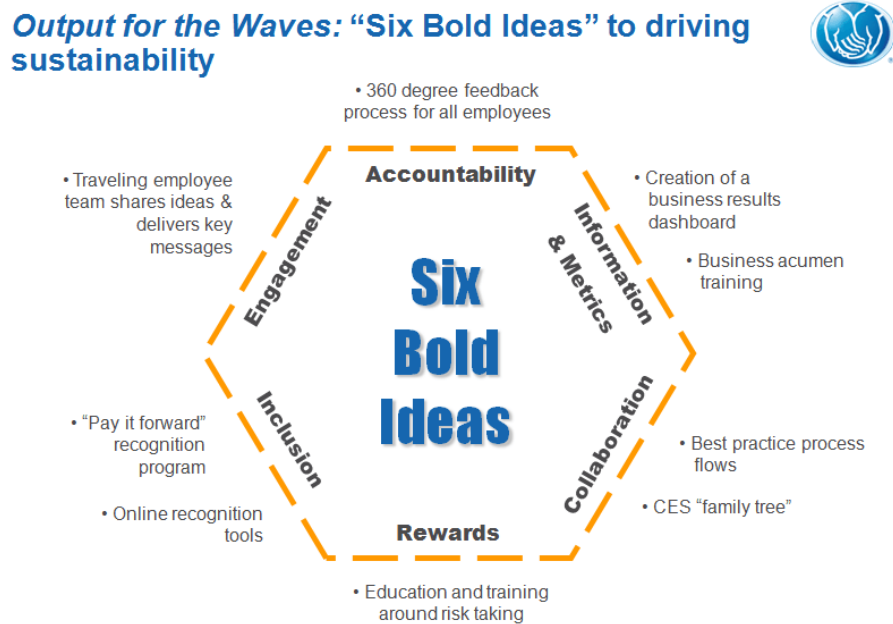 Output for the Waves: “Six Bold Ideas” to driving
sustainability
• 360 degree feedback
process for all employees
Accountability
• Traveling employee
team shares ideas &
delivers key
messages
Engagement
• Creation of a
business results
dashboard
• Business acumen
training
Information
& Metrics
Six
Bold
Ideas
Inclusion
• “Pay it forward”
recognition
program
• Online recognition
tools
Collaboration
• Best practice process
flows
• CES “family tree”
Rewards
• Education and training
around risk taking
®